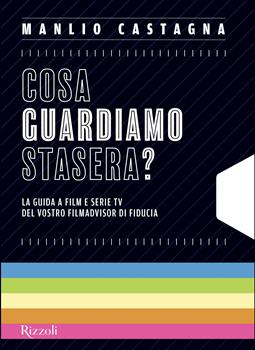 MANLIO CASTAGNA
COSA
GUARDIAMO
STASERA?
LA GUIDA A FILM E SERIE TV
DEL VOSTRO FILMADVISOR DI FIDUCIA
Rizzoli